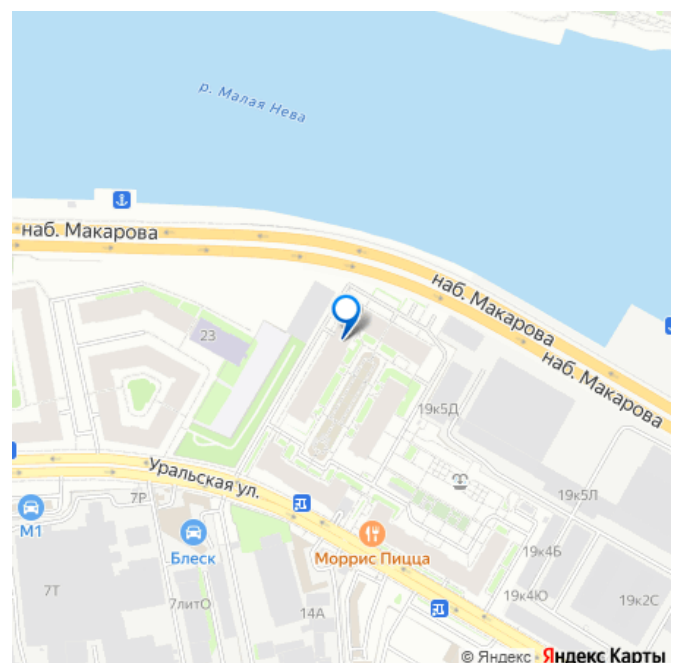 р. Малая Нева
наб. Макарова
наб. Макарова
наб. Макарова
23
19к5Д
Уральская ул.
7Р
19к5Л
М1
Блеск
Моррис Пицца
19к4Б
7Т
7литО
14А
19к4Ю
19к2С
© Яндекс Яндекс Карты